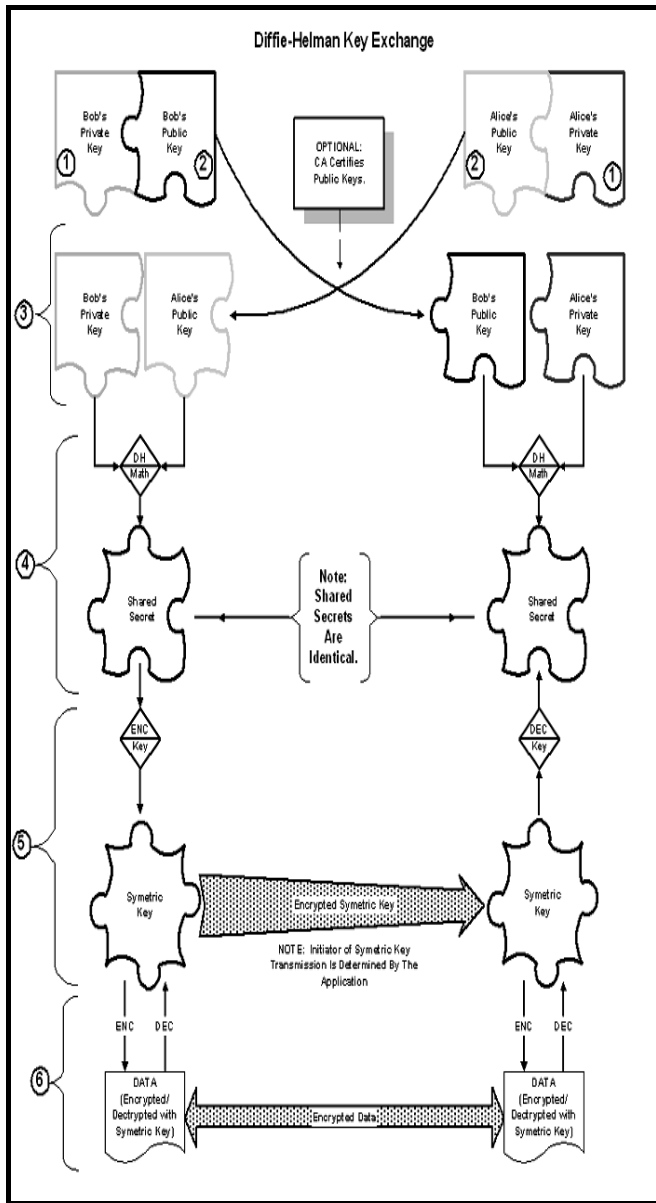 Diffie-Helman Key Exchange
Bob's
Private
Key
1
Bob's
Public
Key
2
OPTIONAL:
CA Certifies
Public Keys.
Alice's
Public
Key
2
Alice's
Private
Key
1
3
Bob's
Private
Key
Alice's
Public
Key
Bob's
Public
Key
Alice's
Private
Key
DH
Math
DH
Math
4
Shared
Secret
Note:
Shared
Secrets
Are
Identical.
Shared
Secret
ENC
Key
DEC
Key
5
Symetric
Key
Encrypted Symetric Key
Symetric
Key
NOTE: Initiator of Symetric Key
Transmission Is Determined By The
Application
ENC
DEC
ENC
DEC
6
DATA
(Encrypted/
Dectrypted with
Symetric Key)
Encrypted Data
DATA
(Encrypted/
Dectrypted with
Symetric Key)